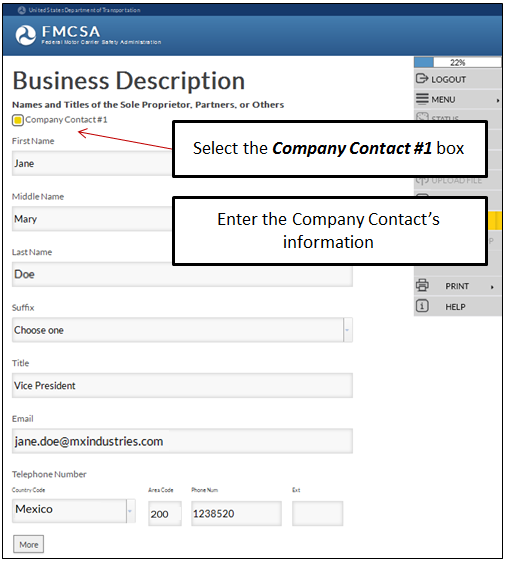 United States Department of Transportation
FMCSA
Federal Motor Carrier Safety Administration
Business Description
Names and Titles of the Sole Proprietor, Partners, or Others
Company Contact #1
First Name
Jane
Middle Name
Mary
Last Name
Doe
Suffix
Choose one
Title
Vice President
Email
jane.doe@mxindustries.com
Telephone Number
Country Code Area Code Phone Num Ext
Mexico 200 1238520
More
22%
LOGOUT
MENU
STATUS
UPLOAD FILE
P
PRINT
HELP
Select the Company Contact #1 box
Enter the Company Contact’s
information